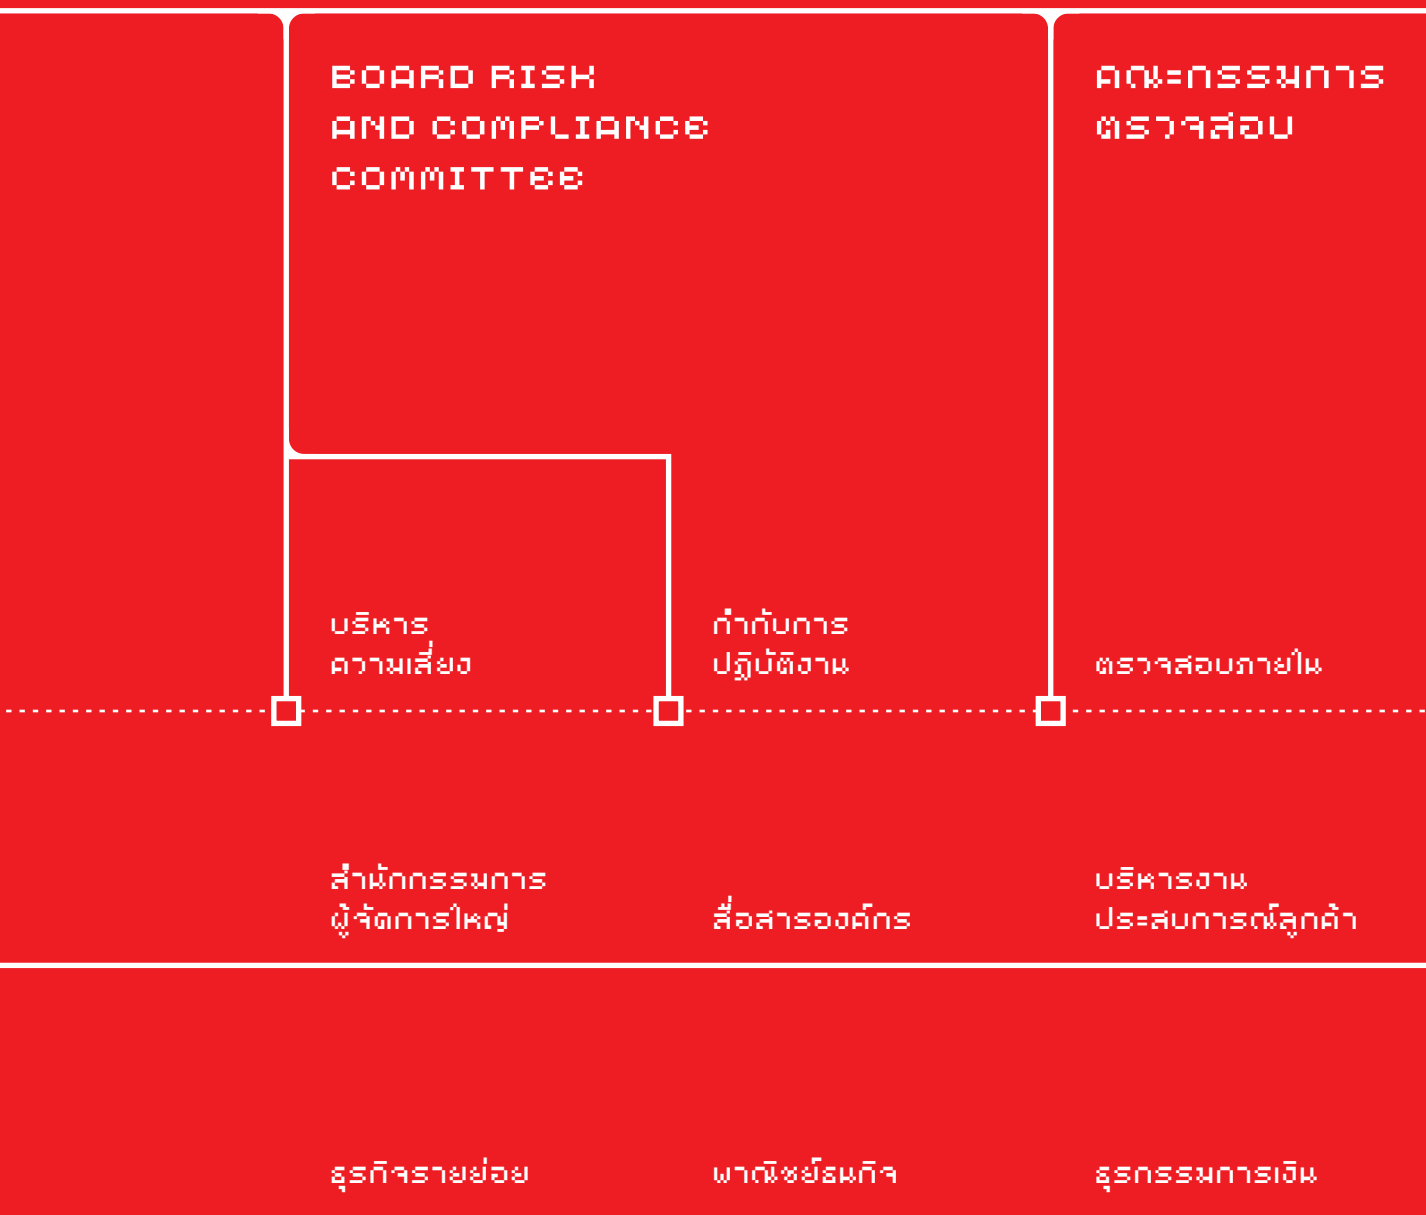 BOARD RISK
AND COMPLIANCE
COMMITTEE
คณะกรรมการ
ตรวจสอบ
บริหาร
ความเสี่ยง
กำกับการ
ปฏิบัติงาน
ตรวจสอบภายใน
สำนักกรรมการ
ผู้จัดการใหญ่
สื่อสารองค์กร
บริหารงาน
ประสบการณ์ลูกค้า
ธุรกิจรายย่อย
พาณิชย์ธนกิจ
ธุรกรรมการเงิน